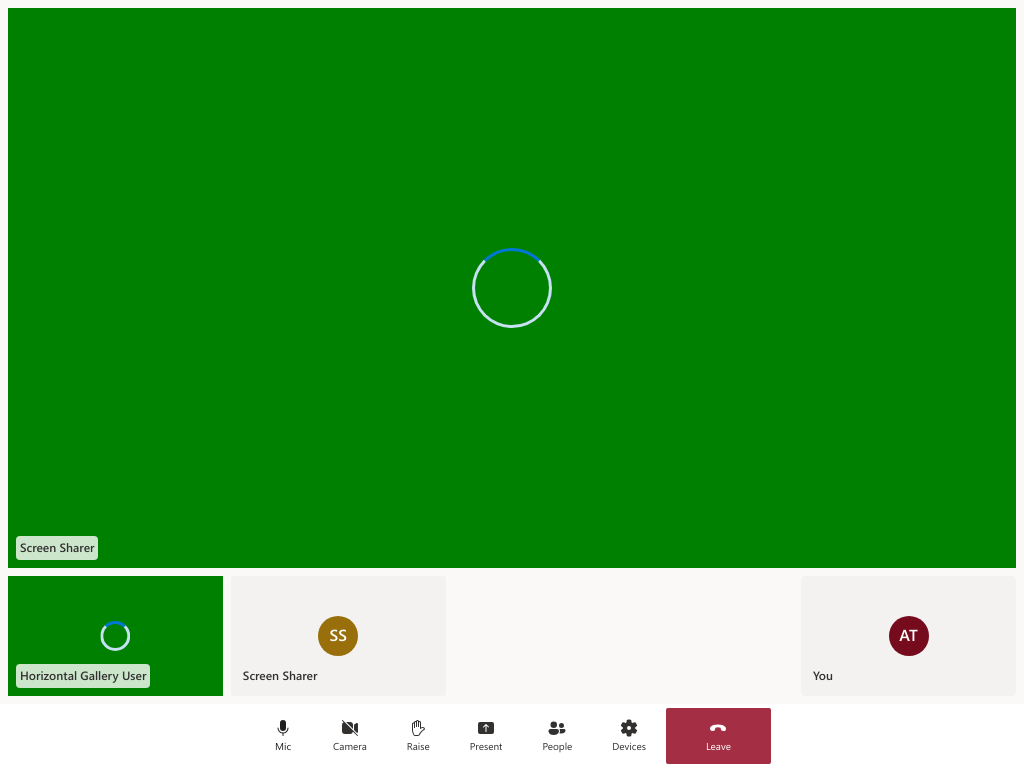 Screen Sharer
Horizontal Gallery User
SS
Screen Sharer
AT
You
Mic
Camera
Raise
Present
People
Devices
Leave